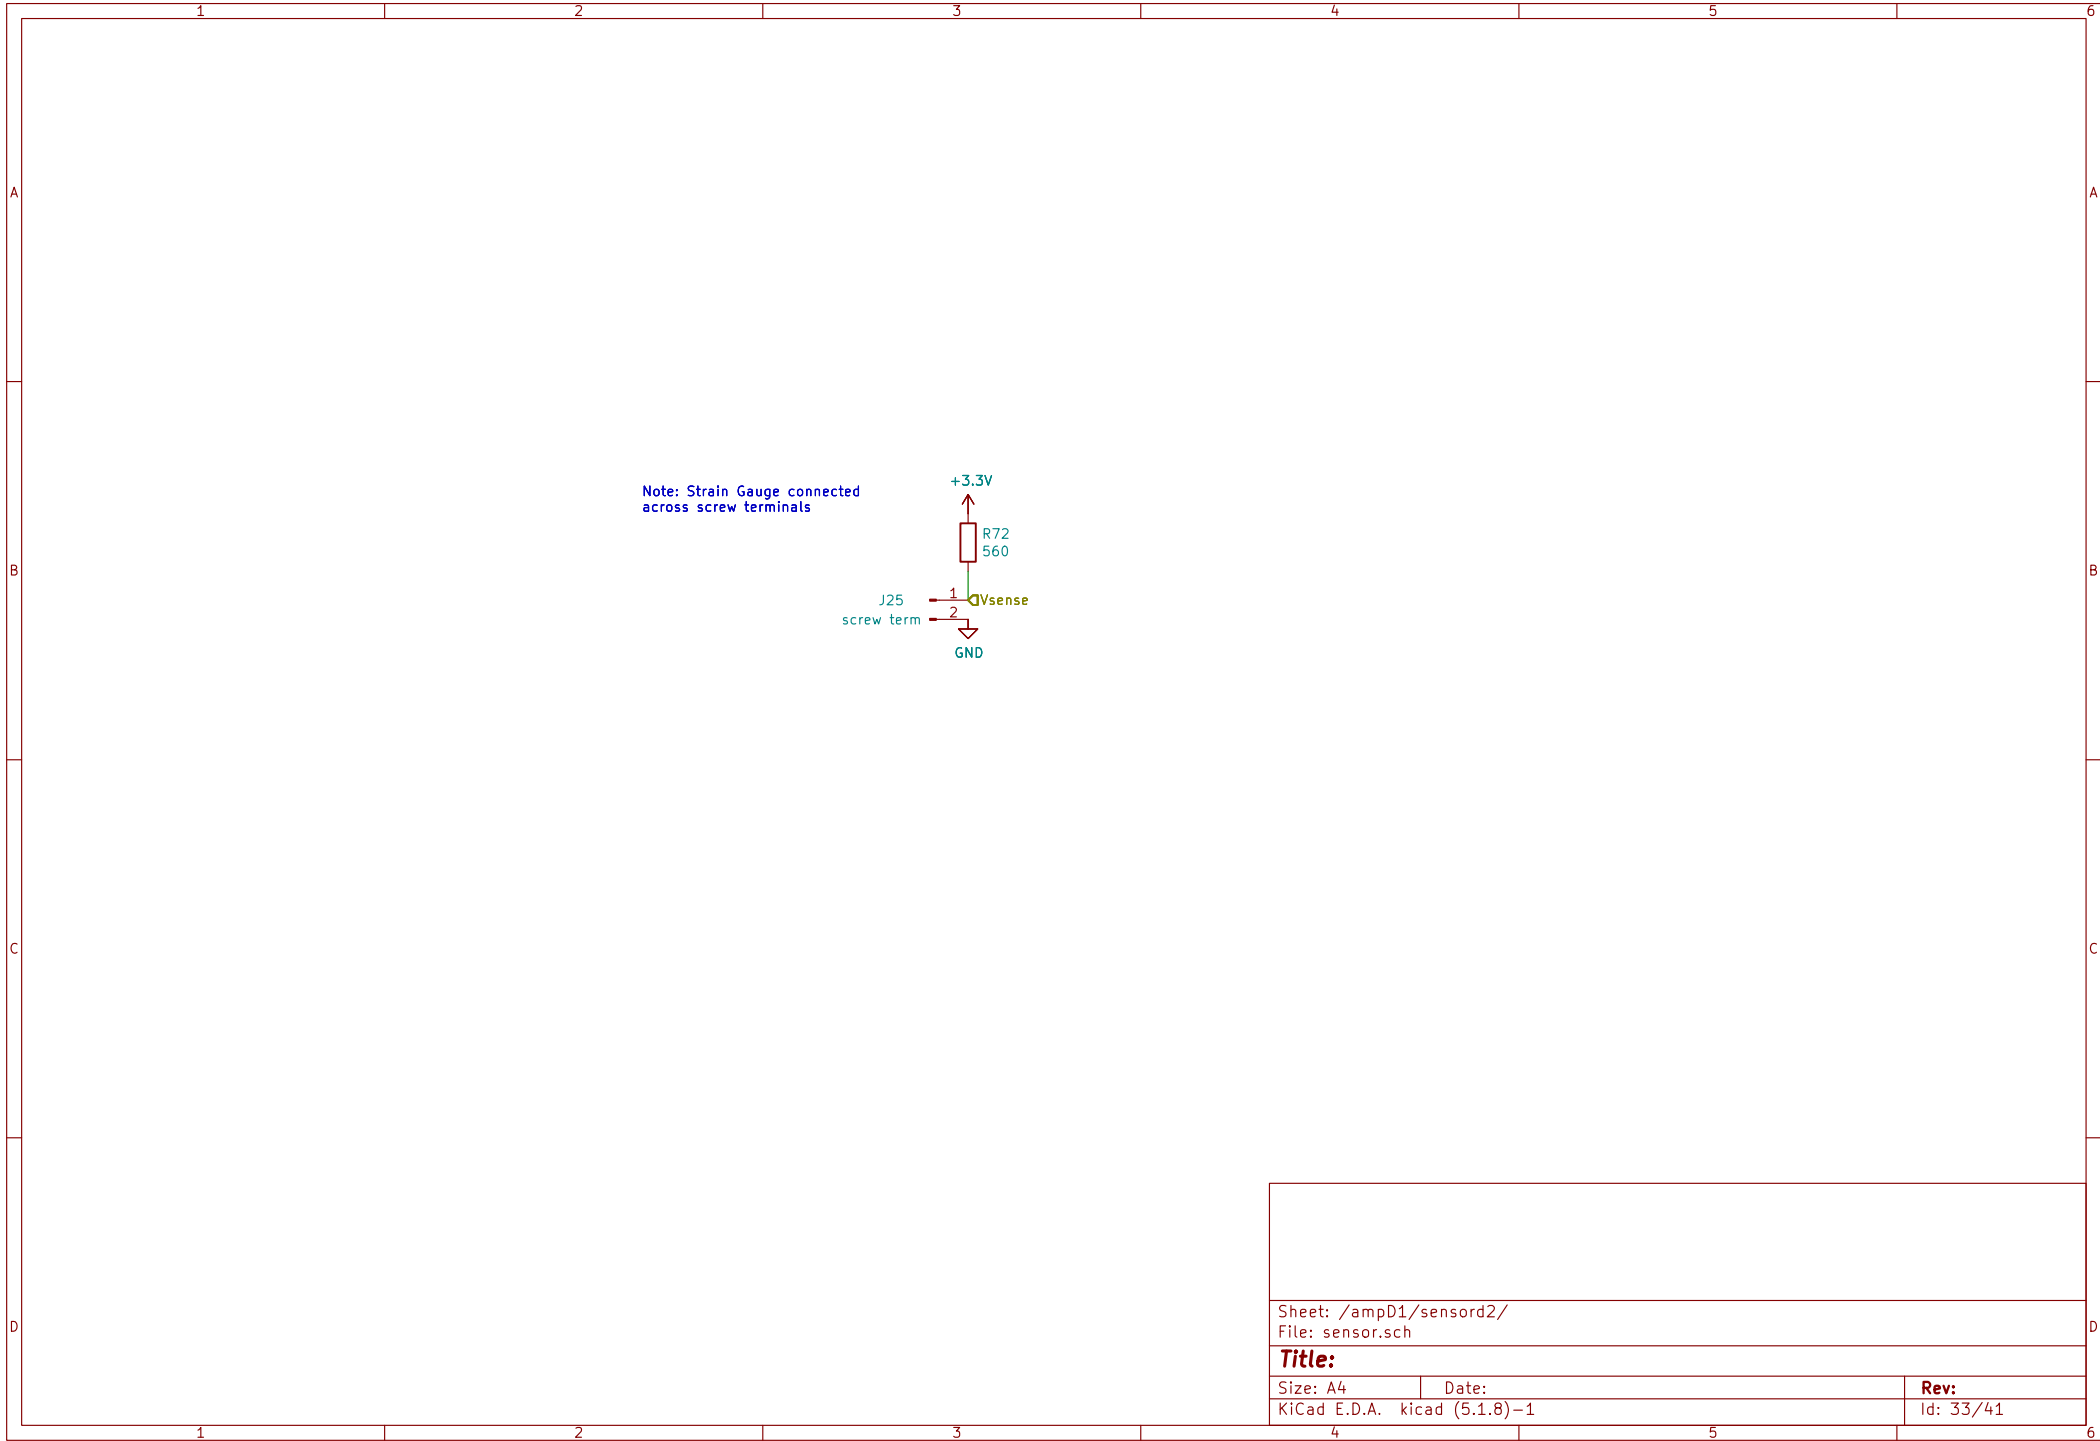 1 2 3 4 5 6
A A
+3.3V
Note: Strain Gauge connected
across screw terminals
R72
560
B B
1
J25 Vsense
2
screw term
GND
C C
Sheet: /ampD1/sensord2/
File: sensor.sch
D D
Title:
Size: A4 Date: Rev:
KiCad E.D.A. kicad (5.1.8)-1 Id: 33/41
1 2 3 4 5 6